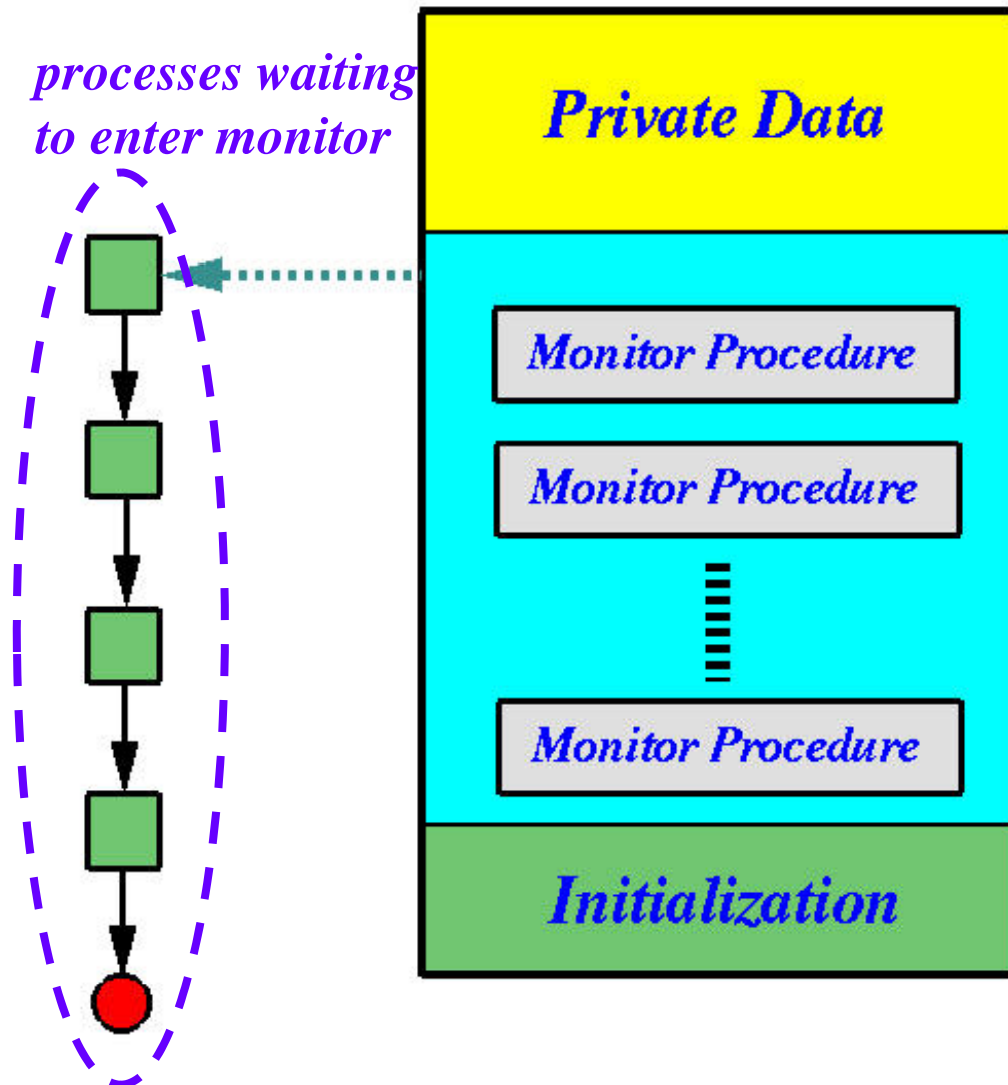 processes waiting
to enter monitor
Private Data
Monitor Procedure
Monitor Procedure
Monitor Procedure
Initialization